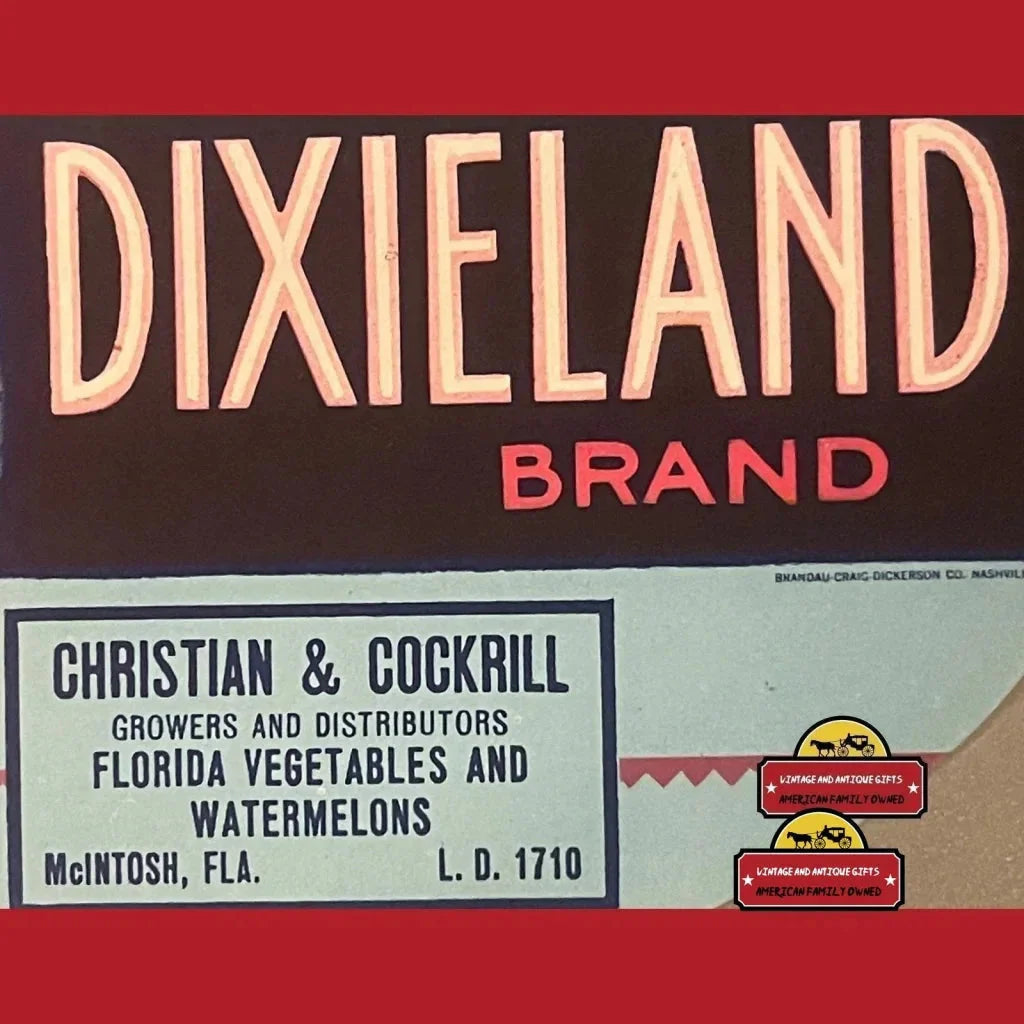 DIXIELAND
BRAND
BRANDAU-CRAIG-DICKERSON CO.
CHRISTIAN & COCKRILL
GROWERS AND DISTRIBUTORS
FLORIDA VEGETABLES AND
WATERMELONS
McINTOSH, FLA. L. D. 1710
VINTAGE AND ANTIQUE GIFTS
AMERICAN FAMILY OWNED
VINTAGE AND ANTIQUE GIFTS
AMERICAN FAMILY OWNED